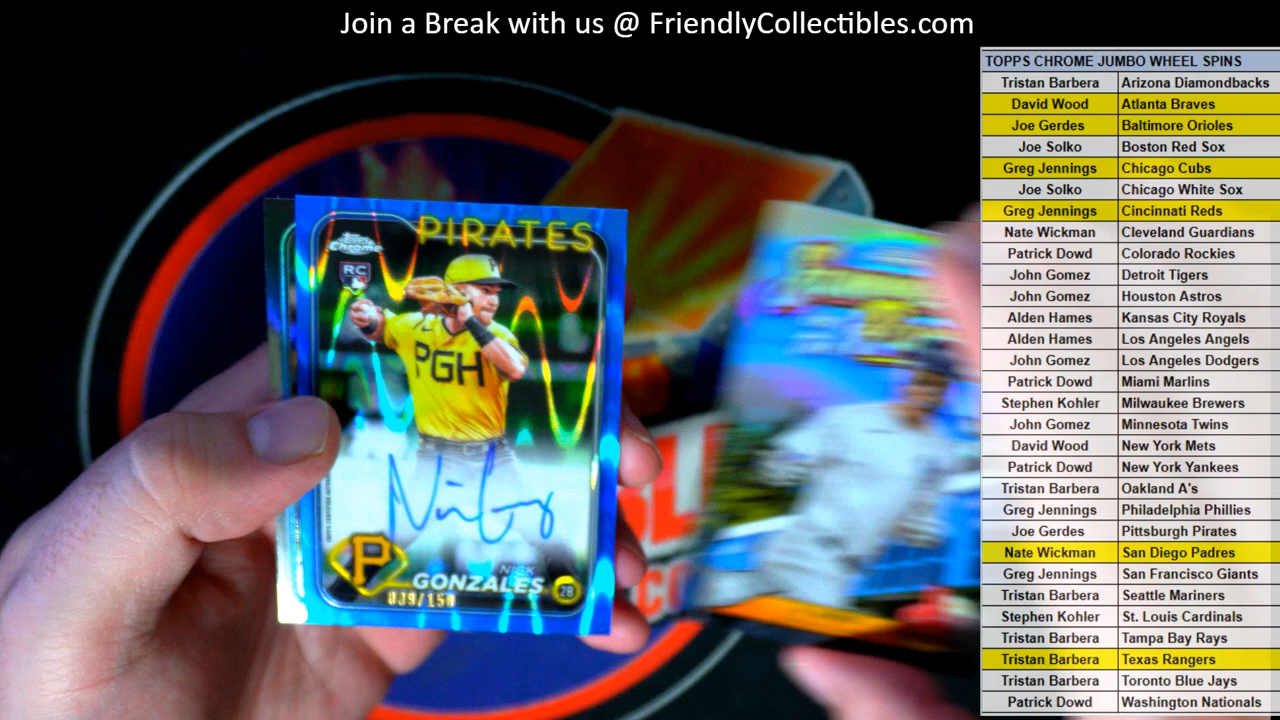 Join a Break with us @ FriendlyCollectibles.com
TOPPS CHROME JUMBO WHEEL SPINS
Tristan Barbera Arizona Diamondbacks
David Wood Atlanta Braves
Joe Gerdes Baltimore Orioles
Joe Solko Boston Red Sox
Greg Jennings Chicago Cubs
Joe Solko Chicago White Sox
Greg Jennings Cincinnati Reds
Nate Wickman Cleveland Guardians
Patrick Dowd Colorado Rockies
John Gomez Detroit Tigers
John Gomez Houston Astros
Alden Hames Kansas City Royals
Alden Hames Los Angeles Angels
John Gomez Los Angeles Dodgers
Patrick Dowd Miami Marlins
Stephen Kohler Milwaukee Brewers
John Gomez Minnesota Twins
David Wood New York Mets
Patrick Dowd New York Yankees
Tristan Barbera Oakland A's
Greg Jennings Philadelphia Phillies
Joe Gerdes Pittsburgh Pirates
Nate Wickman San Diego Padres
Greg Jennings San Francisco Giants
Tristan Barbera Seattle Mariners
Stephen Kohler St. Louis Cardinals
Tristan Barbera Tampa Bay Rays
Tristan Barbera Texas Rangers
Tristan Barbera Toronto Blue Jays
Patrick Dowd Washington Nationals
PIRATES
Topps
Chrome
RC
PGH
P
NICK
GONZALES 2B
039/150